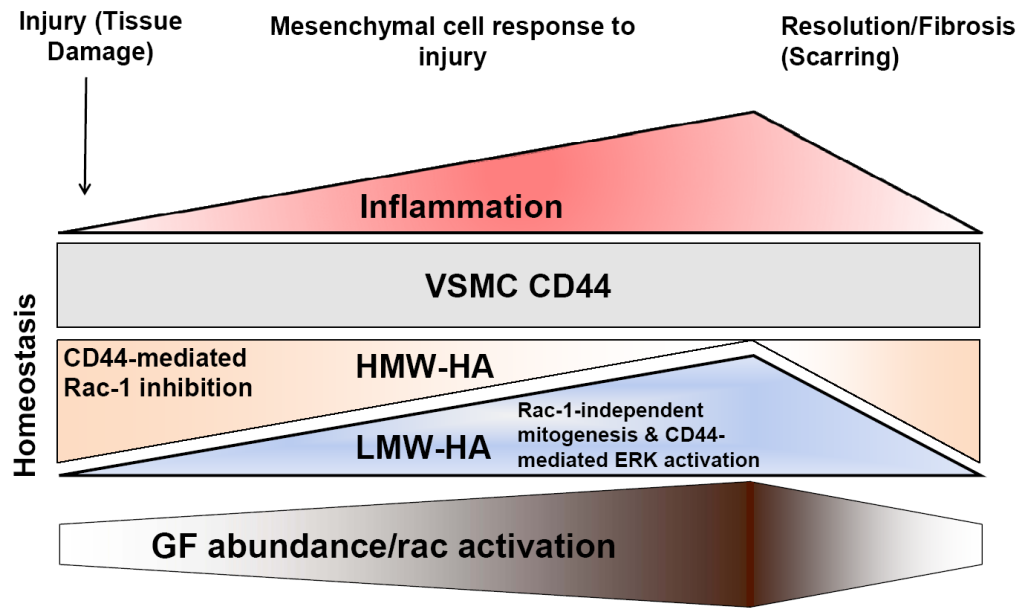 Injury (Tissue
Damage)
Mesenchymal cell response to
injury
Resolution/Fibrosis
(Scarring)
Inflammation
VSMC CD44
Homeostasis
CD44-mediated
Rac-1 inhibition
HMW-HA
LMW-HA
Rac-1-independent
mitogenesis & CD44-
mediated ERK activation
GF abundance/rac activation